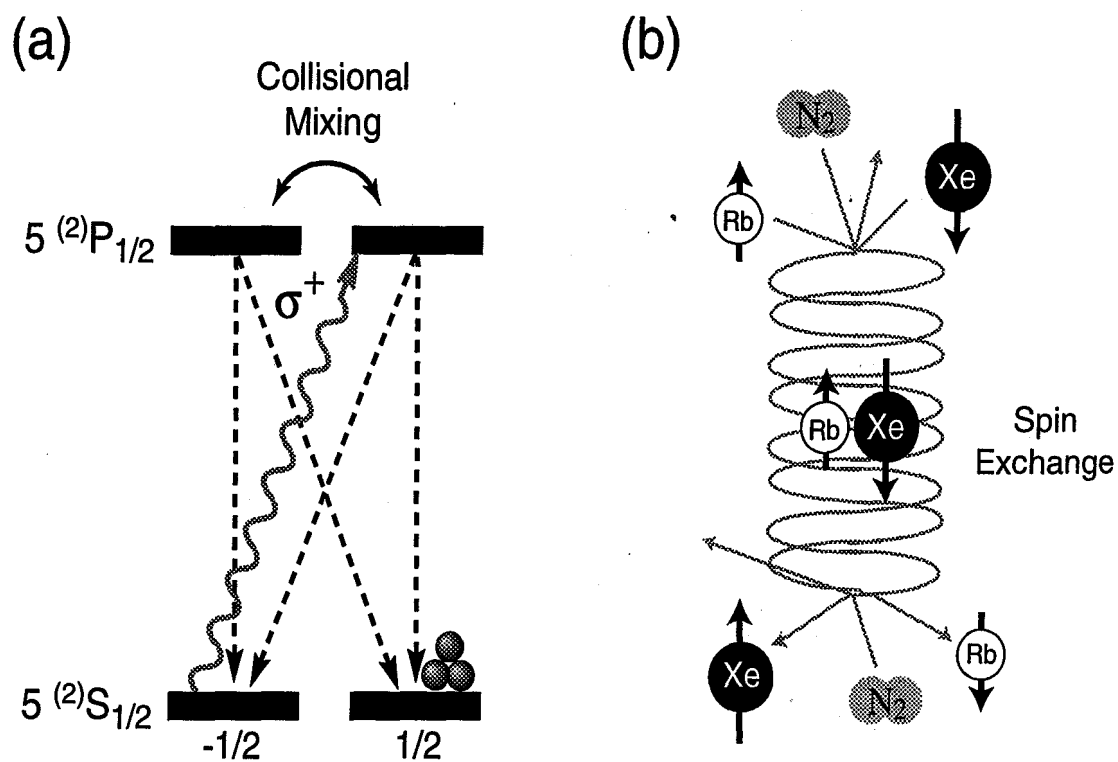 (a)
Collisional
Mixing
5 (2)P1/2
σ+
5 (2)S1/2
-1/2
1/2
(b)
N2
Xe
Rb
Rb
Xe
Spin
Exchange
Xe
N2
Rb